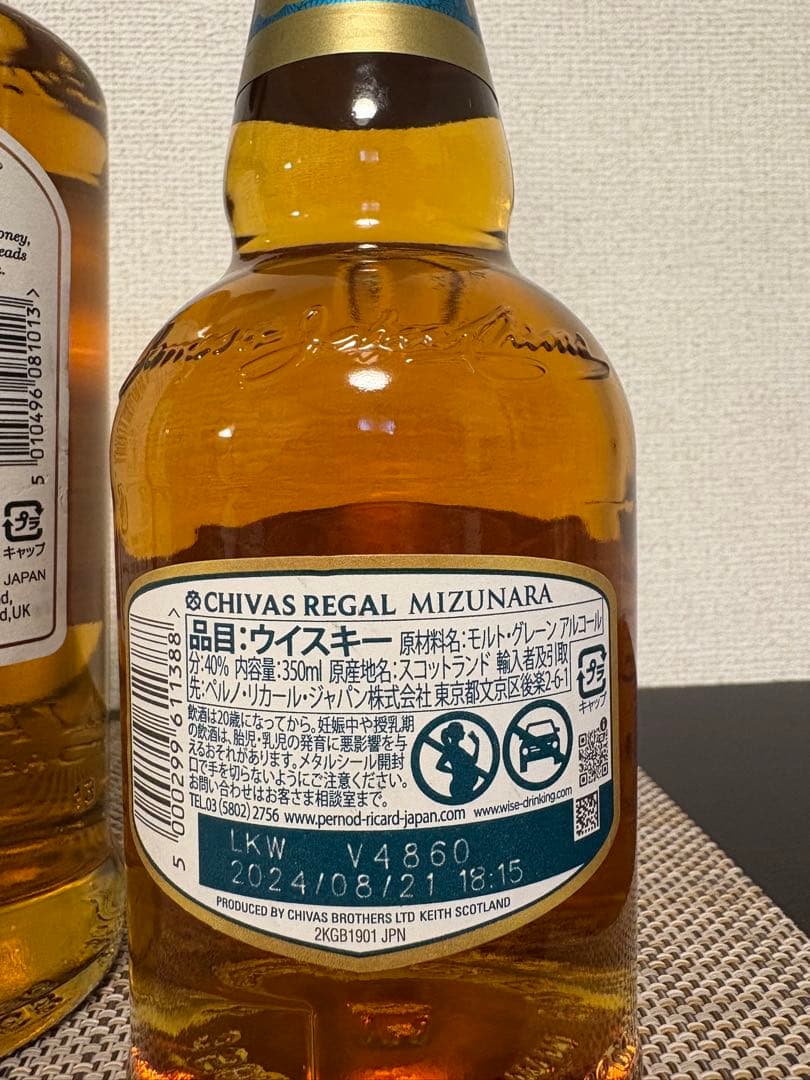 oney,
eads
5 010496 081013 >
プラ
キャップ
JAPAN
d,
d,UK
CHIVAS REGAL MIZUNARA
品目:ウイスキー 原材料名:モルト・グレーン アルコール
分:40% 内容量:350ml 原産地名:スコットランド 輸入者及引取
先:ペルノ・リカール・ジャパン株式会社 東京都文京区後楽2-6-1
プラ
キャップ
飲酒は20歳になってから。妊娠中や授乳期
の飲酒は、胎児・乳児の発育に悪影響を与
えるおそれがあります。メタルシール開封
口で手を切らないようにご注意ください。
お問い合わせはお客さま相談室まで。
TEL.03 (5802) 2756 www.pernod-ricard-japan.com www.wise-drinking.com
5 000299 611388 >
LKW V4860
2024/08/21 18:15
PRODUCED BY CHIVAS BROTHERS LTD KEITH SCOTLAND
2KGB1901 JPN